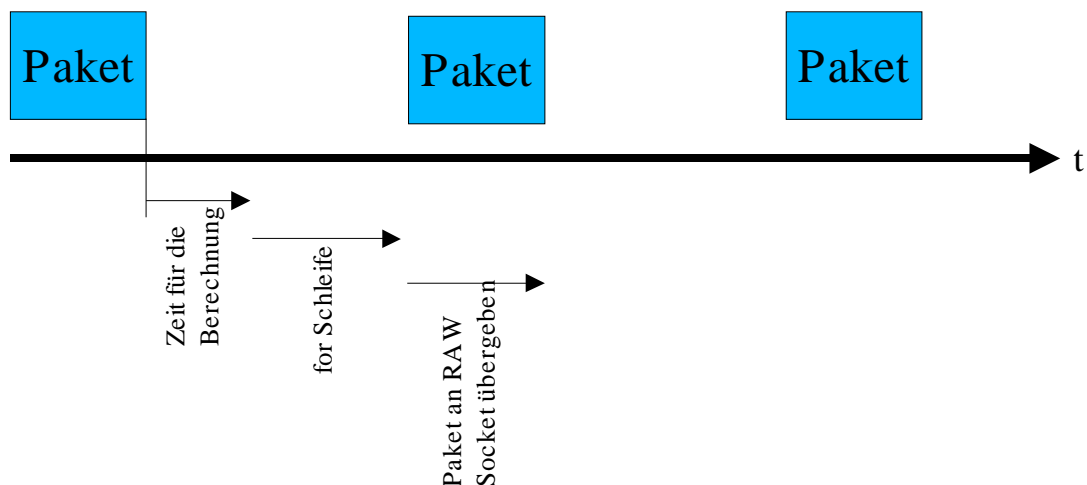 Paket
Paket
Paket
t
Zeit für die
Berechnung
for Schleife
Paket an RAW
Socket übergeben